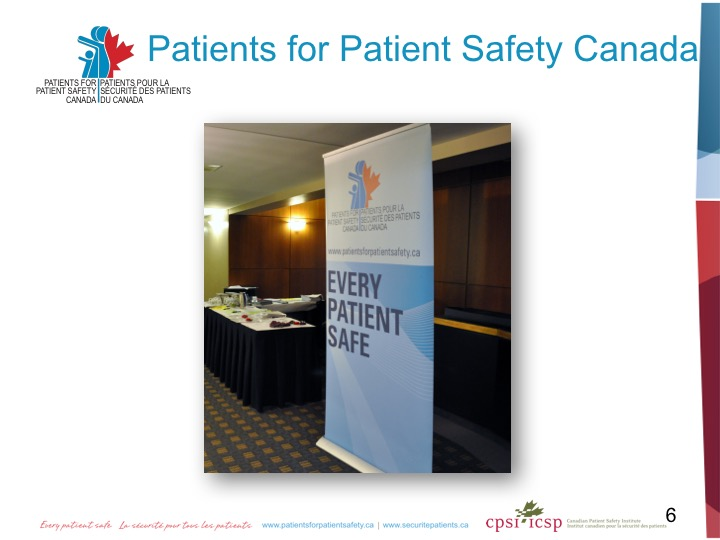 Patients for Patient Safety Canada
PATIENTS FOR PATIENTS POUR LA
PATIENT SAFETY SÉCURITÉ DES PATIENTS
CANADA DU CANADA
PATIENTS FOR PATIENTS POUR LA
PATIENT SAFETY SÉCURITÉ DES PATIENTS
CANADA DU CANADA
www.patientsforpatientsafety.ca
EVERY
PATIENT
SAFE
Every patient safe La sécurité pour tous les patients www.patientsforpatientsafety.ca | www.securitepatients.ca
cpsi icsp
Canadian Patient Safety Institute
Institut canadien pour la sécurité des patients
6